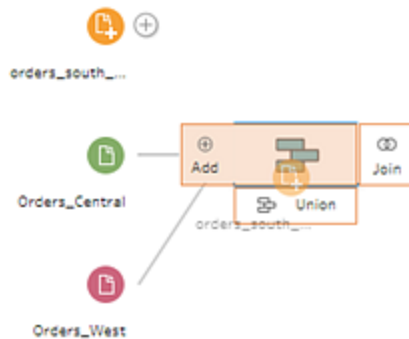 orders_south_...
Add
Join
Orders_Central
Union
orders_south_...
Orders_West